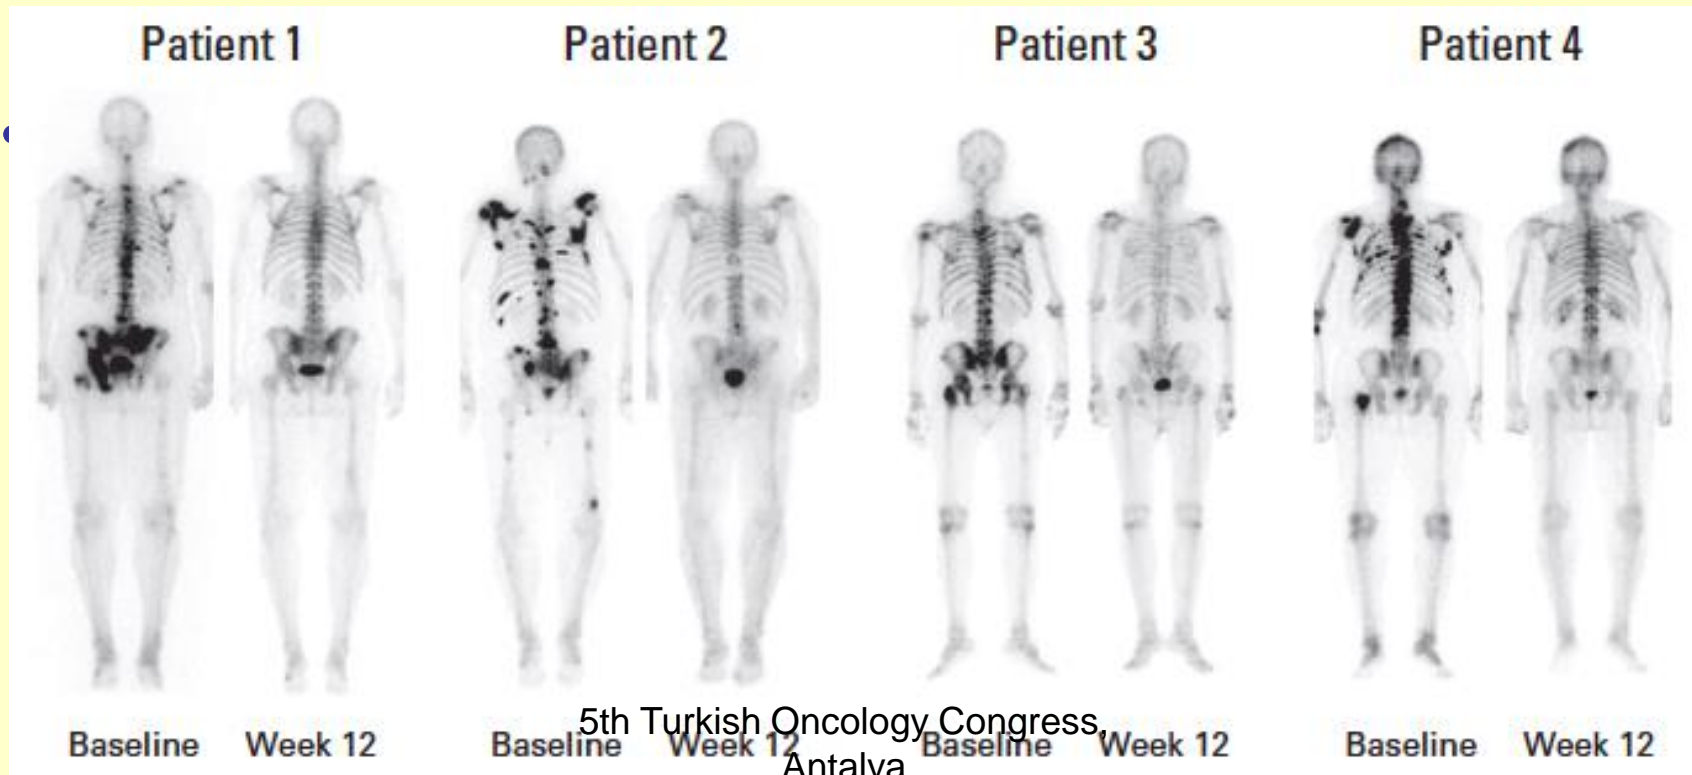 Patient 1 Patient 2 Patient 3 Patient 4
5th Turkish Oncology Congress,
Baseline Week 12 Baseline Week 12 Baseline Week 12 Baseline Week 12
Antalya